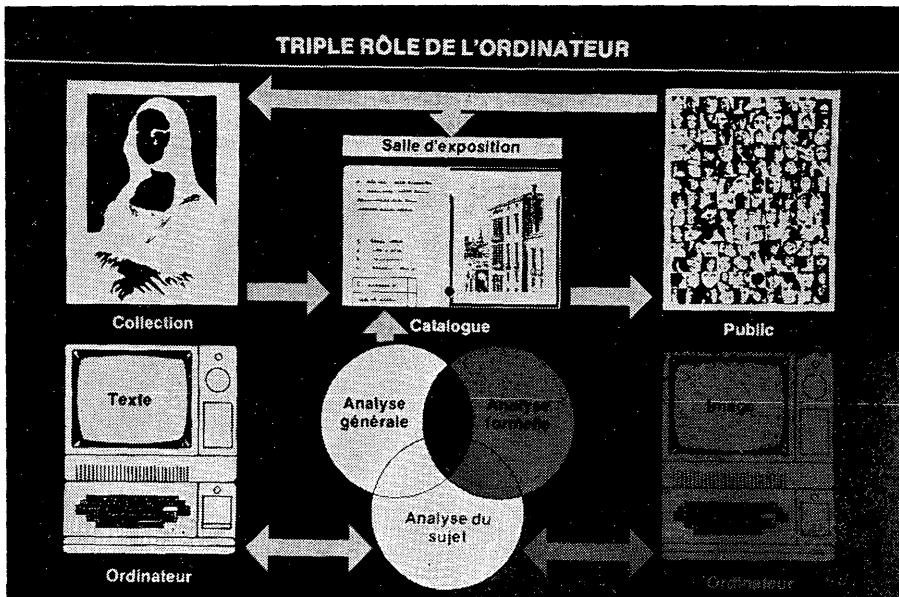 TRIPLE RÔLE DE L'ORDINATEUR
Salle d'exposition
Collection
Catalogue
Public
Texte
Analyse
générale
Analyse
formelle
Image
Analyse du
sujet
Ordinateur
Ordinateur